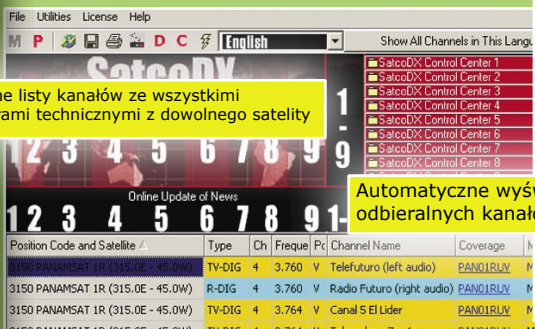 File Utilities License Help
M P D C English Show All Channels in This Langu
SatcoDX
SatcoDX Control Center 1
SatcoDX Control Center 2
SatcoDX Control Center 3
SatcoDX Control Center 4
SatcoDX Control Center 5
SatcoDX Control Center 6
SatcoDX Control Center 7
SatcoDX Control Center 8
ne listy kanałów ze wszystkimi
rami technicznymi z dowolnego satelity
1 - 9
1 2 3 4 5 6 7 8 9
Online Update of News
1 2 3 4 5 6 7 8 9 1-
Automatyczne wyśw
odbieralnych kanało
Position Code and Satellite Type Ch Freque Pc Channel Name Coverage
3150 PANAMSAT 1R (315.0E - 45.0W) TV-DIG 4 3.760 V Telefuturo (left audio) PAN01RUV
3150 PANAMSAT 1R (315.0E - 45.0W) R-DIG 4 3.760 V Radio Futuro (right audio) PAN01RUV
3150 PANAMSAT 1R (315.0E - 45.0W) TV-DIG 4 3.764 V Canal 5 El Lider PAN01RUV